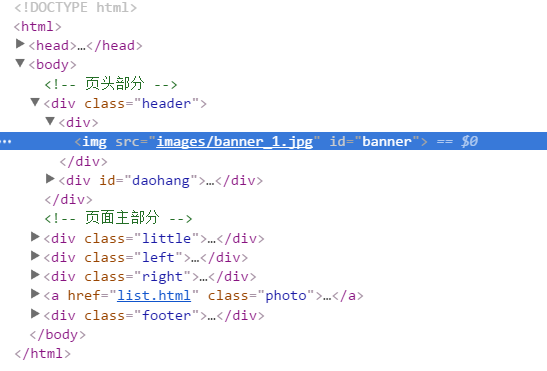 <!DOCTYPE html>
<html>
<head>…</head>
<body>
<!-- 页头部分 -->
<div class="header">
<div>
<img src="images/banner_1.jpg" id="banner"> == $0
</div>
<div id="daohang">…</div>
</div>
<!-- 页面主部分 -->
<div class="little">…</div>
<div class="left">…</div>
<div class="right">…</div>
<a href="list.html" class="photo">…</a>
<div class="footer">…</div>
</body>
</html>